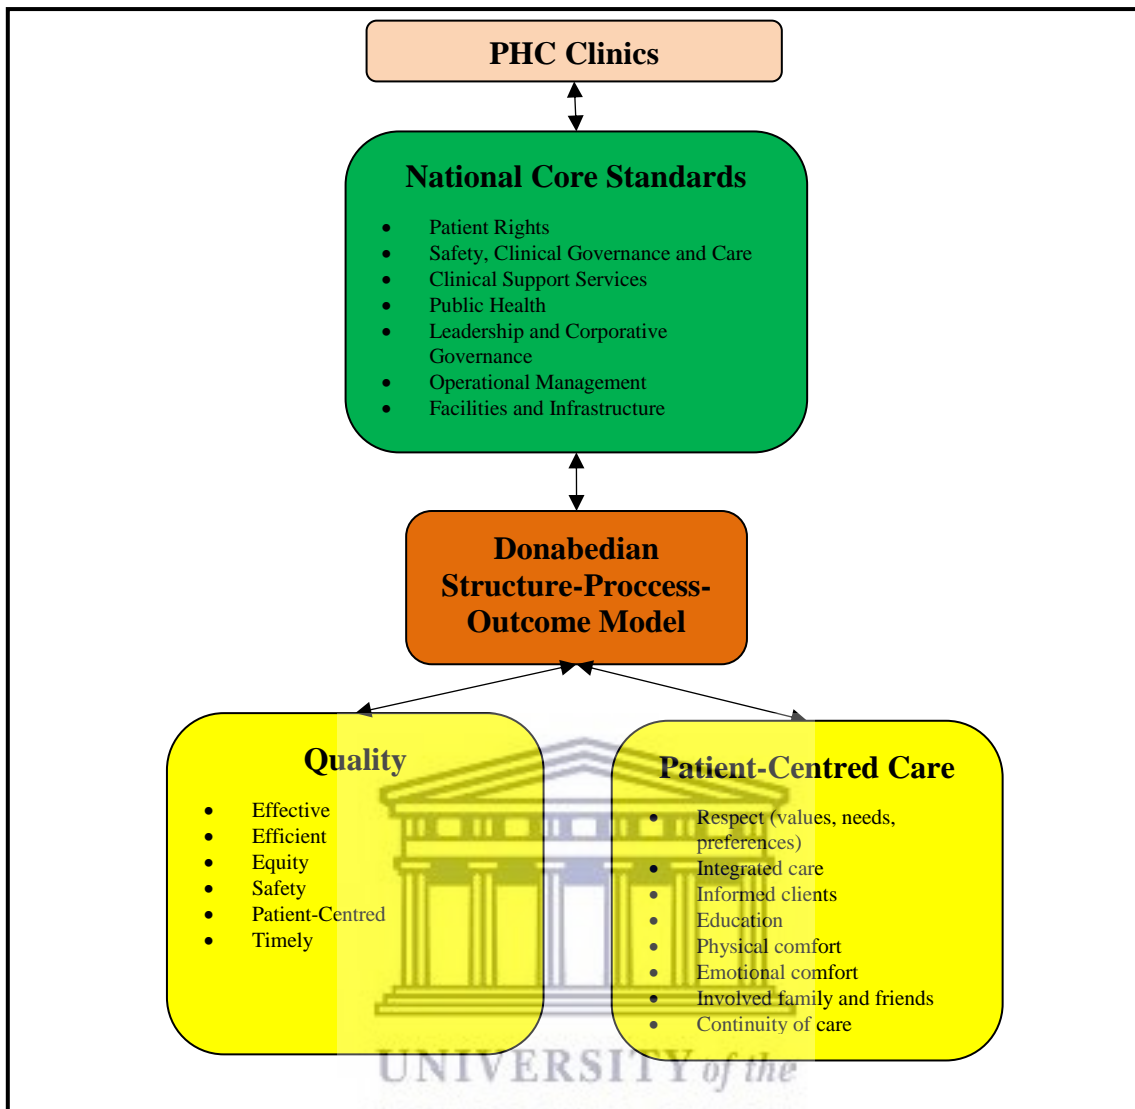 PHC Clinics
National Core Standards
• Patient Rights
• Safety, Clinical Governance and Care
• Clinical Support Services
• Public Health
• Leadership and Corporative
Governance
• Operational Management
• Facilities and Infrastructure
Donabedian
Structure-Proccess-
Outcome Model
Quality
• Effective
• Efficient
• Equity
• Safety
• Patient-Centred
• Timely
Patient-Centred Care
• Respect (values, needs,
preferences)
• Integrated care
• Informed clients
• Education
• Physical comfort
• Emotional comfort
• Involved family and friends
• Continuity of care
UNIVERSITY of the